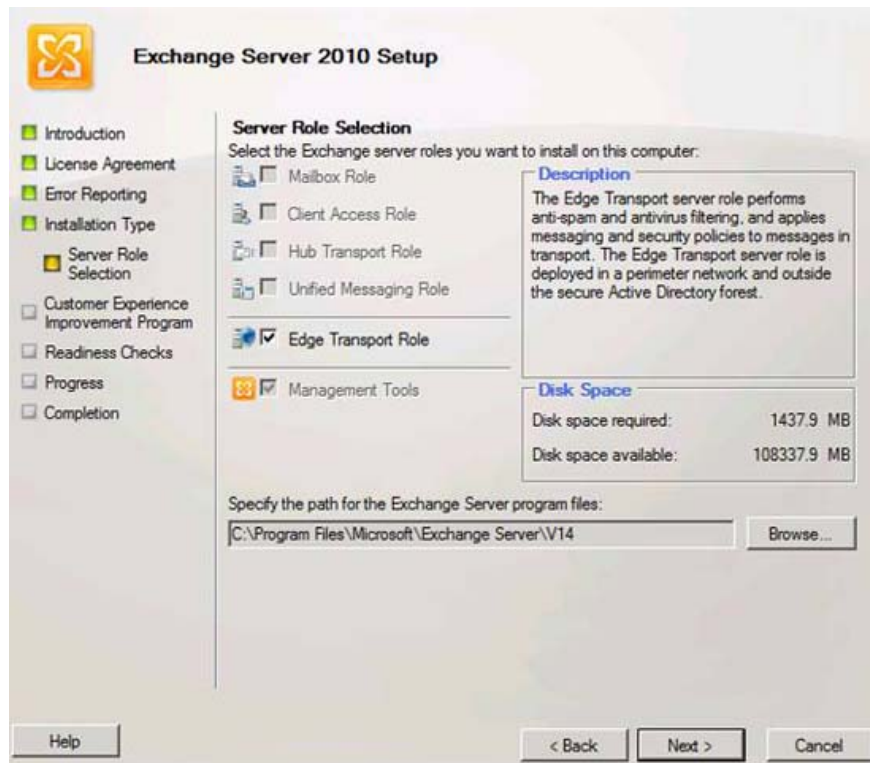 Exchange Server 2010 Setup
Introduction
License Agreement
Error Reporting
Installation Type
Server Role
Selection
Customer Experience
Improvement Program
Readiness Checks
Progress
Completion
Server Role Selection
Select the Exchange server roles you want to install on this computer:
Mailbox Role
Client Access Role
Hub Transport Role
Unified Messaging Role
Edge Transport Role
Management Tools
Description
The Edge Transport server role performs
anti-spam and antivirus filtering, and applies
messaging and security policies to messages in
transport. The Edge Transport server role is
deployed in a perimeter network and outside
the secure Active Directory forest.
Disk Space
Disk space required: 1437.9 MB
Disk space available: 108337.9 MB
Specify the path for the Exchange Server program files:
C:\Program Files\Microsoft\Exchange Server\V14
Browse...
Help
< Back
Next >
Cancel